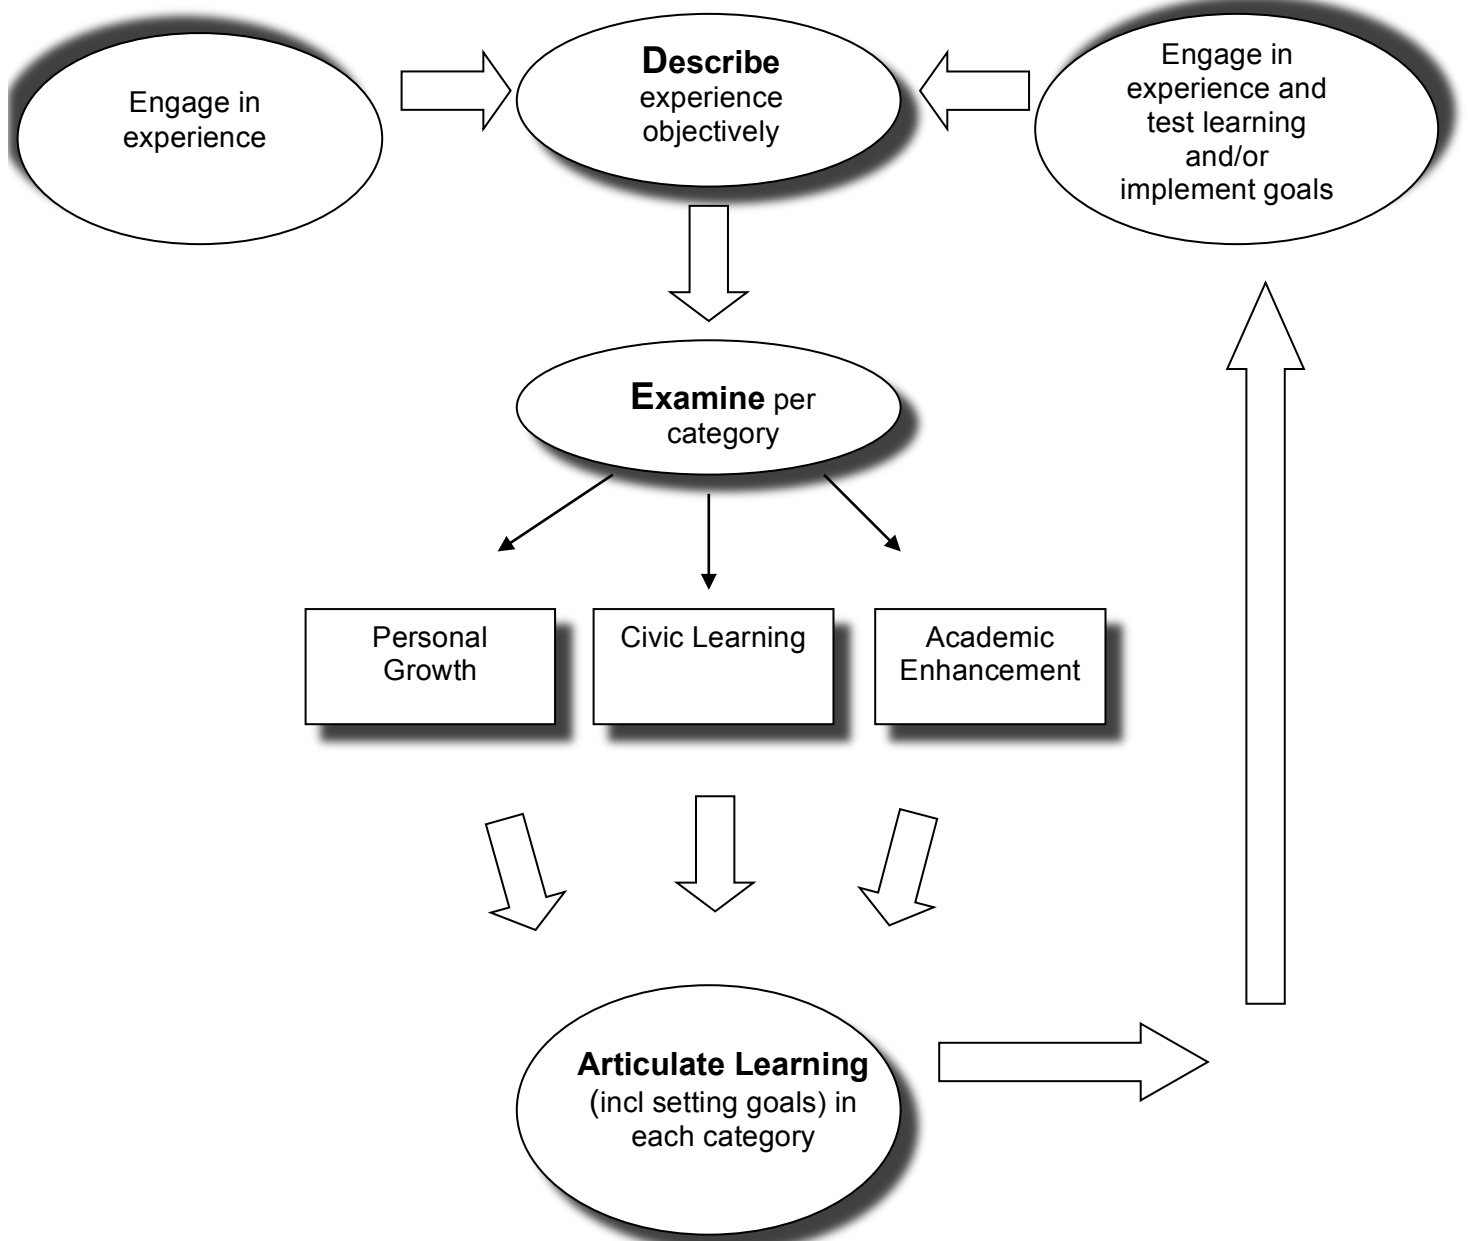 Engage in
experience
Describe
experience
objectively
Engage in
experience and
test learning
and/or
implement goals
Examine per
category
Personal
Growth
Civic Learning
Academic
Enhancement
Articulate Learning
(incl setting goals) in
each category